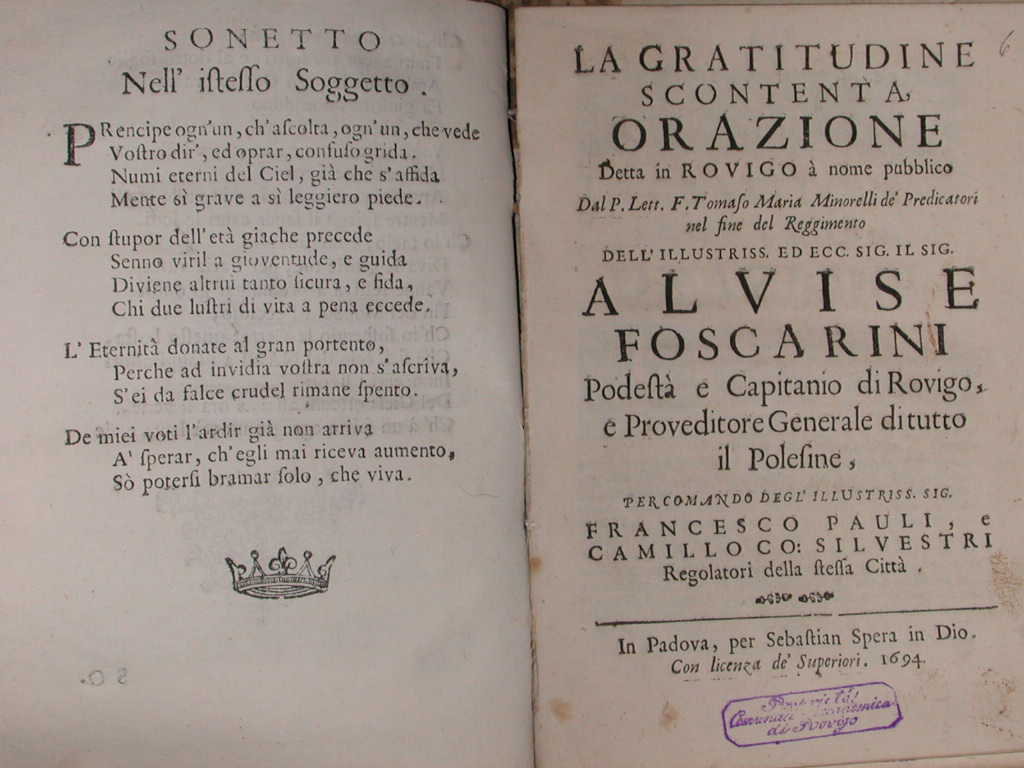 SONETTO
Nell' iſteſſo Soggetto.
PRencipe ogn'un, ch'aſcolta, ogn'un, che vede
Voſtro dir', ed oprar, confuſo grida.
Numi eterni del Ciel, già che s'affida
Mente sì grave a sì leggiero piede.
Con ſtupor dell'età giache precede
Senno viril a gioventude, e guida
Diviene altrui tanto ſicura, e fida,
Chi due luſtri di vita a pena eccede.
L'Eternità donate al gran portento,
Perche ad invidia voſtra non s'aſcriva,
S'ei da falce crudel rimane ſpento.
De miei voti l'ardir già non arriva
A' ſperar, ch'egli mai riceva aumento,
Sò poterſi bramar ſolo, che viva.
6
LA GRATITUDINE
SCONTENTA,
ORAZIONE
Detta in ROVIGO à nome pubblico
Dal P. Lett. F. Tomaſo Maria Minorelli de' Predicatori
nel fine del Reggimento
DELL'ILLUSTRISS. ED ECC. SIG. IL SIG.
ALVISE
FOSCARINI
Podeſtà e Capitanio di Rovigo,
e Proveditore Generale di tutto
il Poleſine,
PER COMANDO DEGL'ILLUSTRISS. SIG.
FRANCESCO PAULI, e
CAMILLO CO: SILVESTRI
Regolatori della ſteſſa Città.
In Padova, per Sebaſtian Spera in Dio.
Con licenza de' Superiori. 1694.
di Rovigo